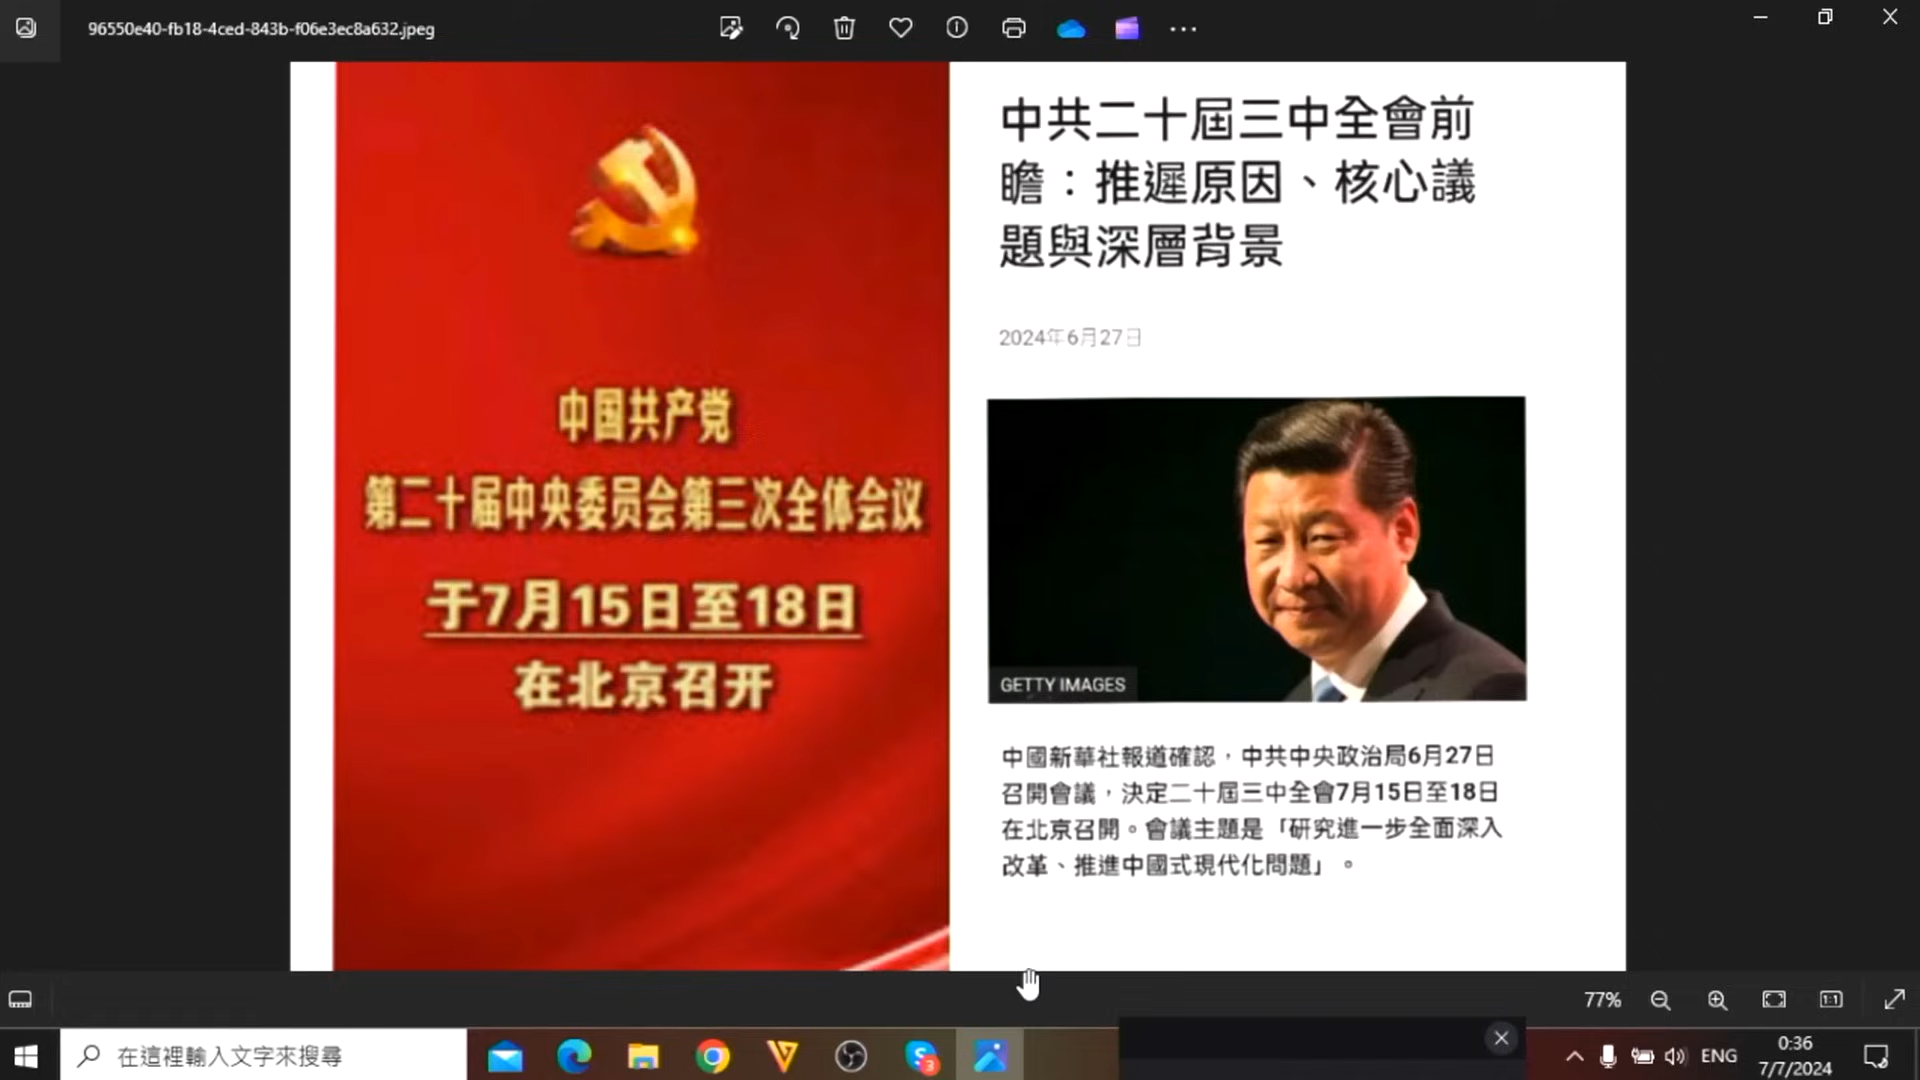 96550e40-fb18-4ced-843b-f06e3ec8a632.jpeg
中国共产党
第二十届中央委员会第三次全体会议
于7月15日至18日
在北京召开
中共二十屆三中全會前
瞻：推遲原因、核心議
題與深層背景
2024年6月27日
GETTY IMAGES
中國新華社報道確認，中共中央政治局6月27日
召開會議，決定二十屆三中全會7月15日至18日
在北京召開。會議主題是「研究進一步全面深入
改革、推進中國式現代化問題」。
77%
在這裡輸入文字來搜尋
3
ENG
0:36
7/7/2024